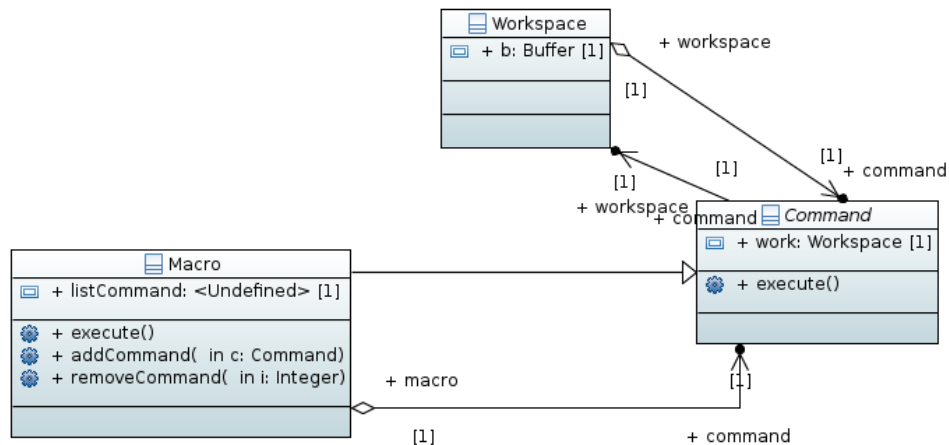 Workspace
+ b: Buffer [1]
+ workspace
[1]
[1]
+ command
[1]
[1]
+ workspace
+ command
Command
+ work: Workspace [1]
+ execute()
Macro
+ listCommand: <Undefined> [1]
+ execute()
+ addCommand( in c: Command)
+ removeCommand( in i: Integer)
+ macro
[1]
[1]
+ command